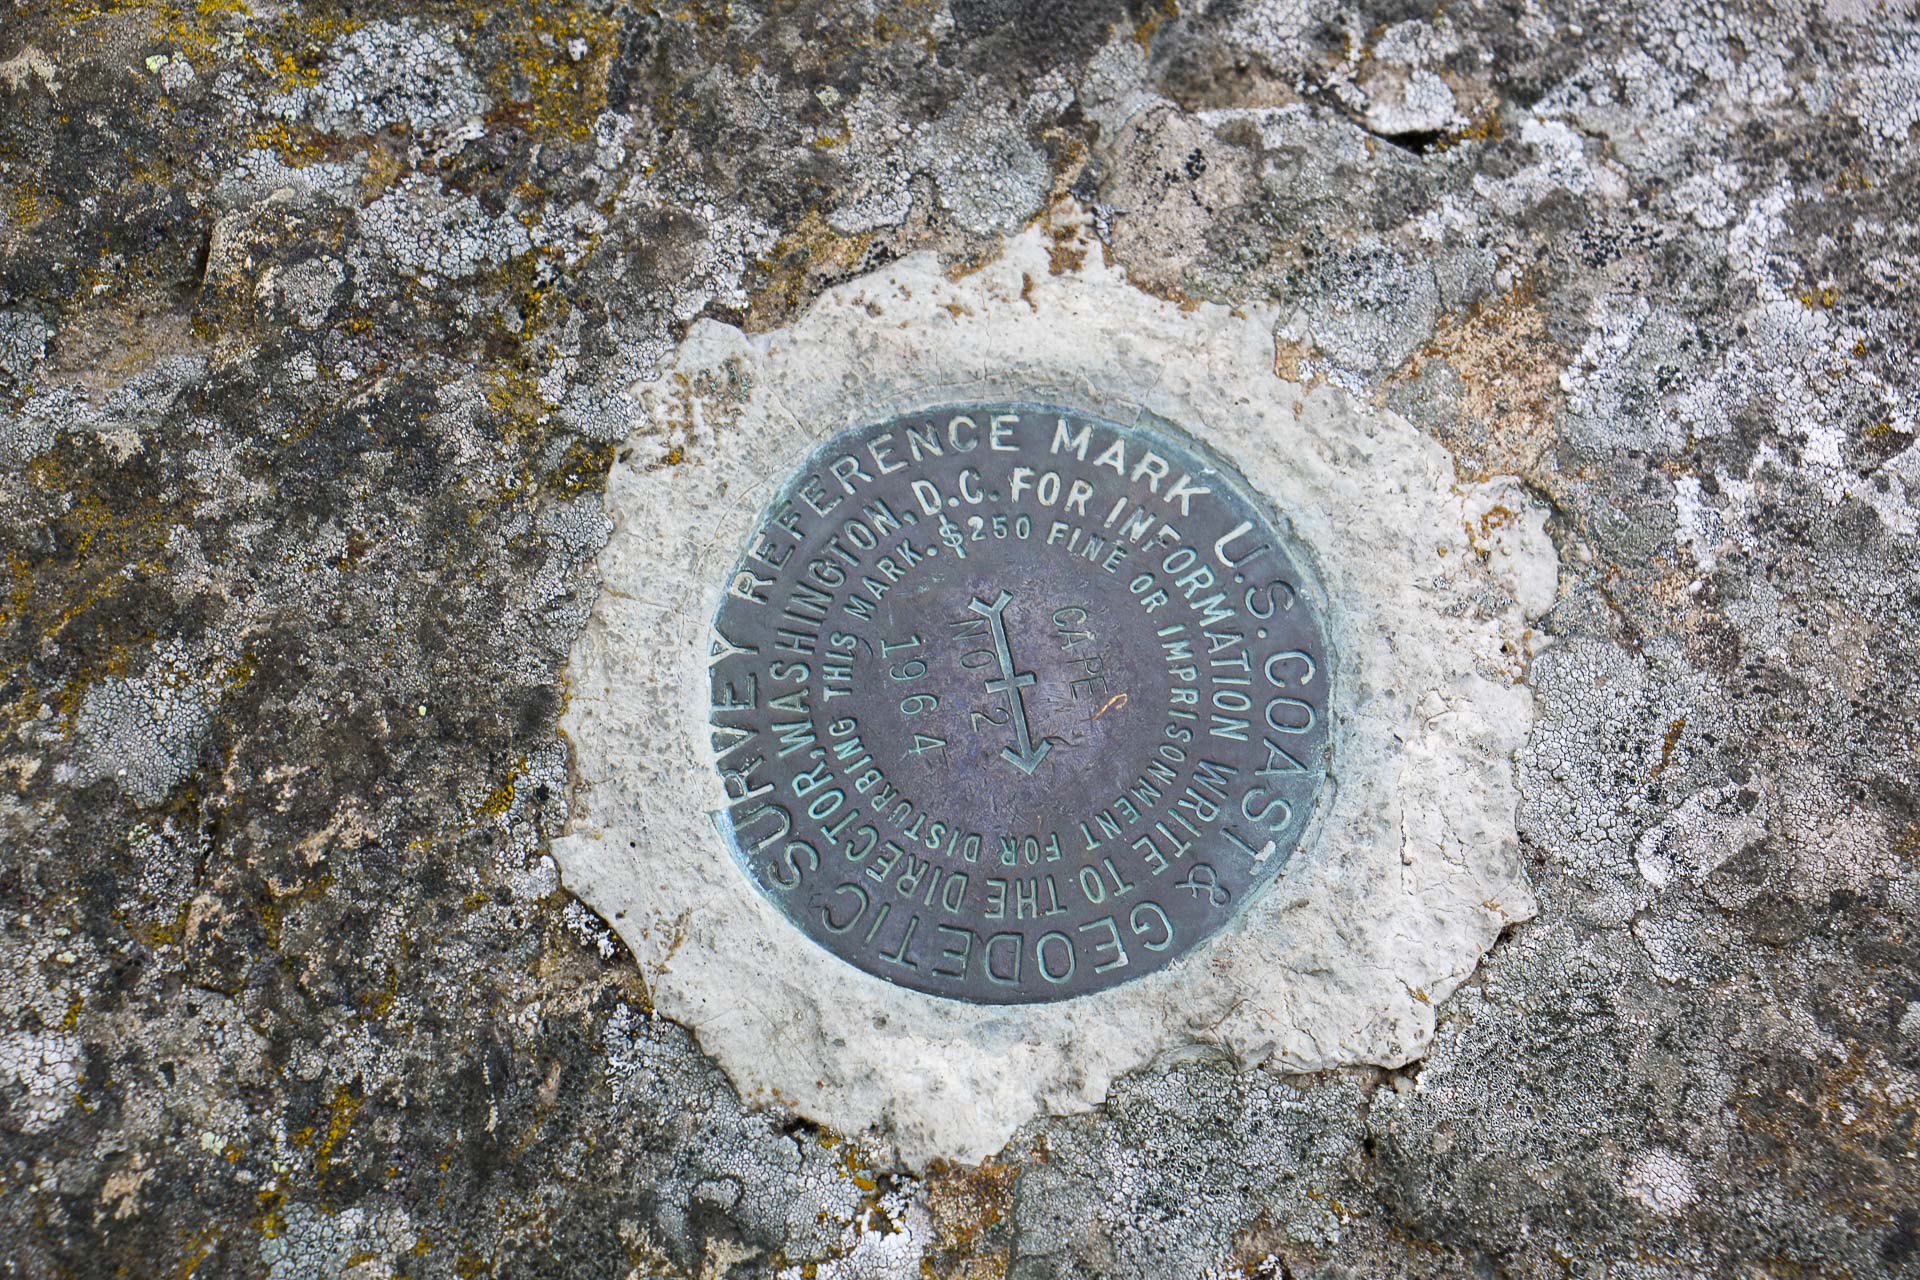 U.S. COAST & GEODETIC SURVEY REFERENCE MARK
FOR INFORMATION WRITE TO THE DIRECTOR, WASHINGTON, D.C.
$250 FINE OR IMPRISONMENT FOR DISTURBING THIS MARK.
CAPE
NO 2
1964